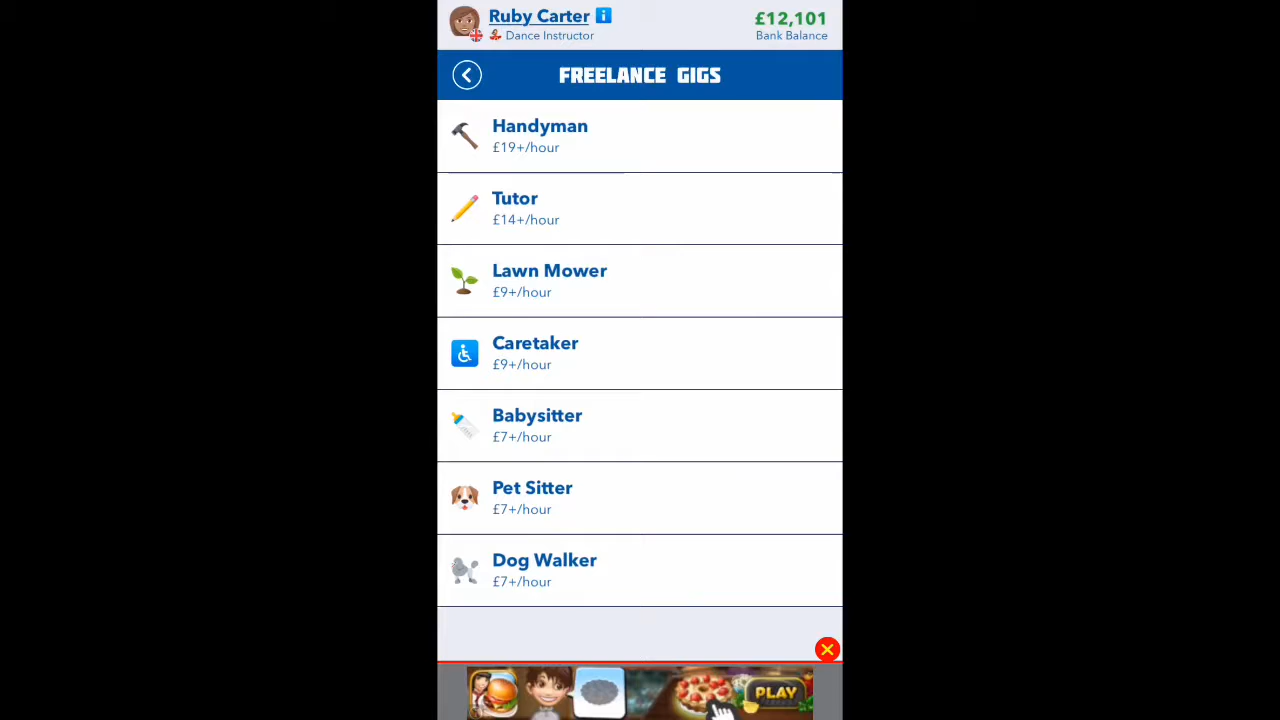 Ruby Carter
£12,101
Dance Instructor
Bank Balance
FREELANCE GIGS
Handyman
£19+/hour
Tutor
£14+/hour
Lawn Mower
£9+/hour
Caretaker
£9+/hour
Babysitter
£7+/hour
Pet Sitter
£7+/hour
Dog Walker
£7+/hour
PLAY